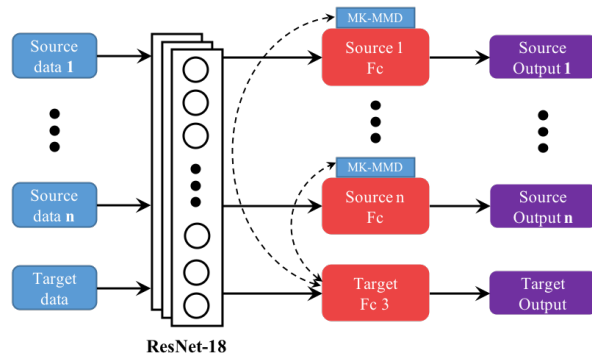 MK-MMD
Source
data 1
Source 1
Fc
Source
Output 1
MK-MMD
Source
data n
Source n
Fc
Source
Output n
Target
data
Target
Fc 3
Target
Output
ResNet-18